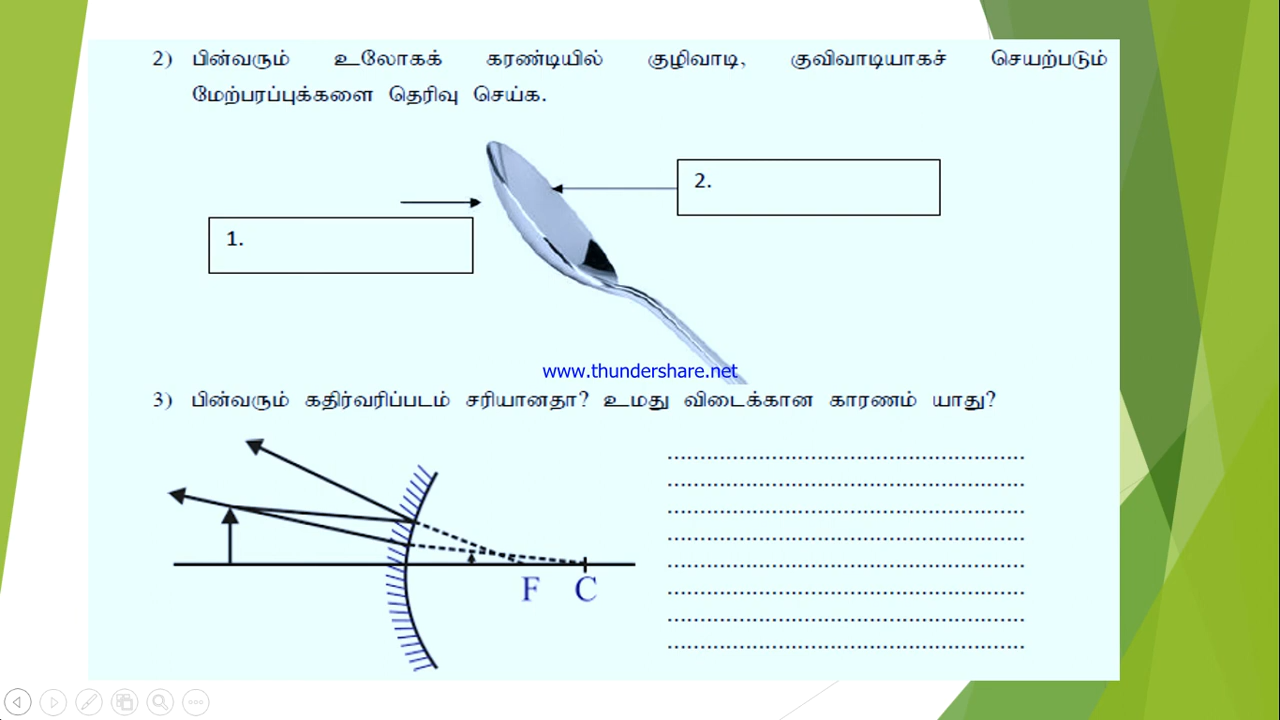 2) பின்வரும் உலோகக் கரண்டியில் குழிவாடி, குவிவாடியாகச் செயற்படும்
மேற்பரப்புக்களை தெரிவு செய்க.
2.
1.
www.thundershare.net
3) பின்வரும் கதிர்வரிப்படம் சரியானதா? உமது விடைக்கான காரணம் யாது?
F C